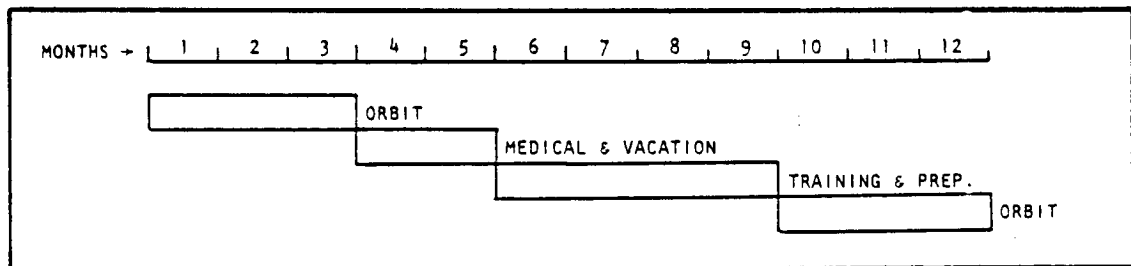 MONTHS → 1 2 3 4 5 6 7 8 9 10 11 12
ORBIT
MEDICAL & VACATION
TRAINING & PREP.
ORBIT